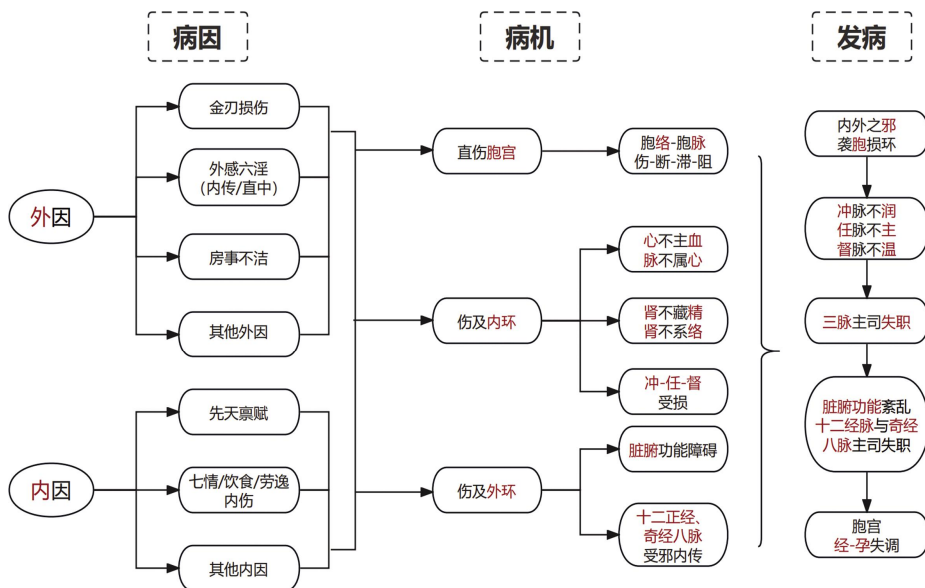 病因
病机
发病
外因
金刃损伤
外感六淫
（内传/直中）
房事不洁
其他外因
内因
先天禀赋
七情/饮食/劳逸
内伤
其他内因
直伤胞宫
胞络-胞脉
伤-断-滞-阻
伤及内环
心不主血
脉不属心
肾不藏精
肾不系络
冲-任-督
受损
伤及外环
脏腑功能障碍
十二正经、
奇经八脉
受邪内传
内外之邪
袭胞损环
冲脉不润
任脉不主
督脉不温
三脉主司失职
脏腑功能紊乱
十二经脉与奇经
八脉主司失职
胞宫
经-孕失调